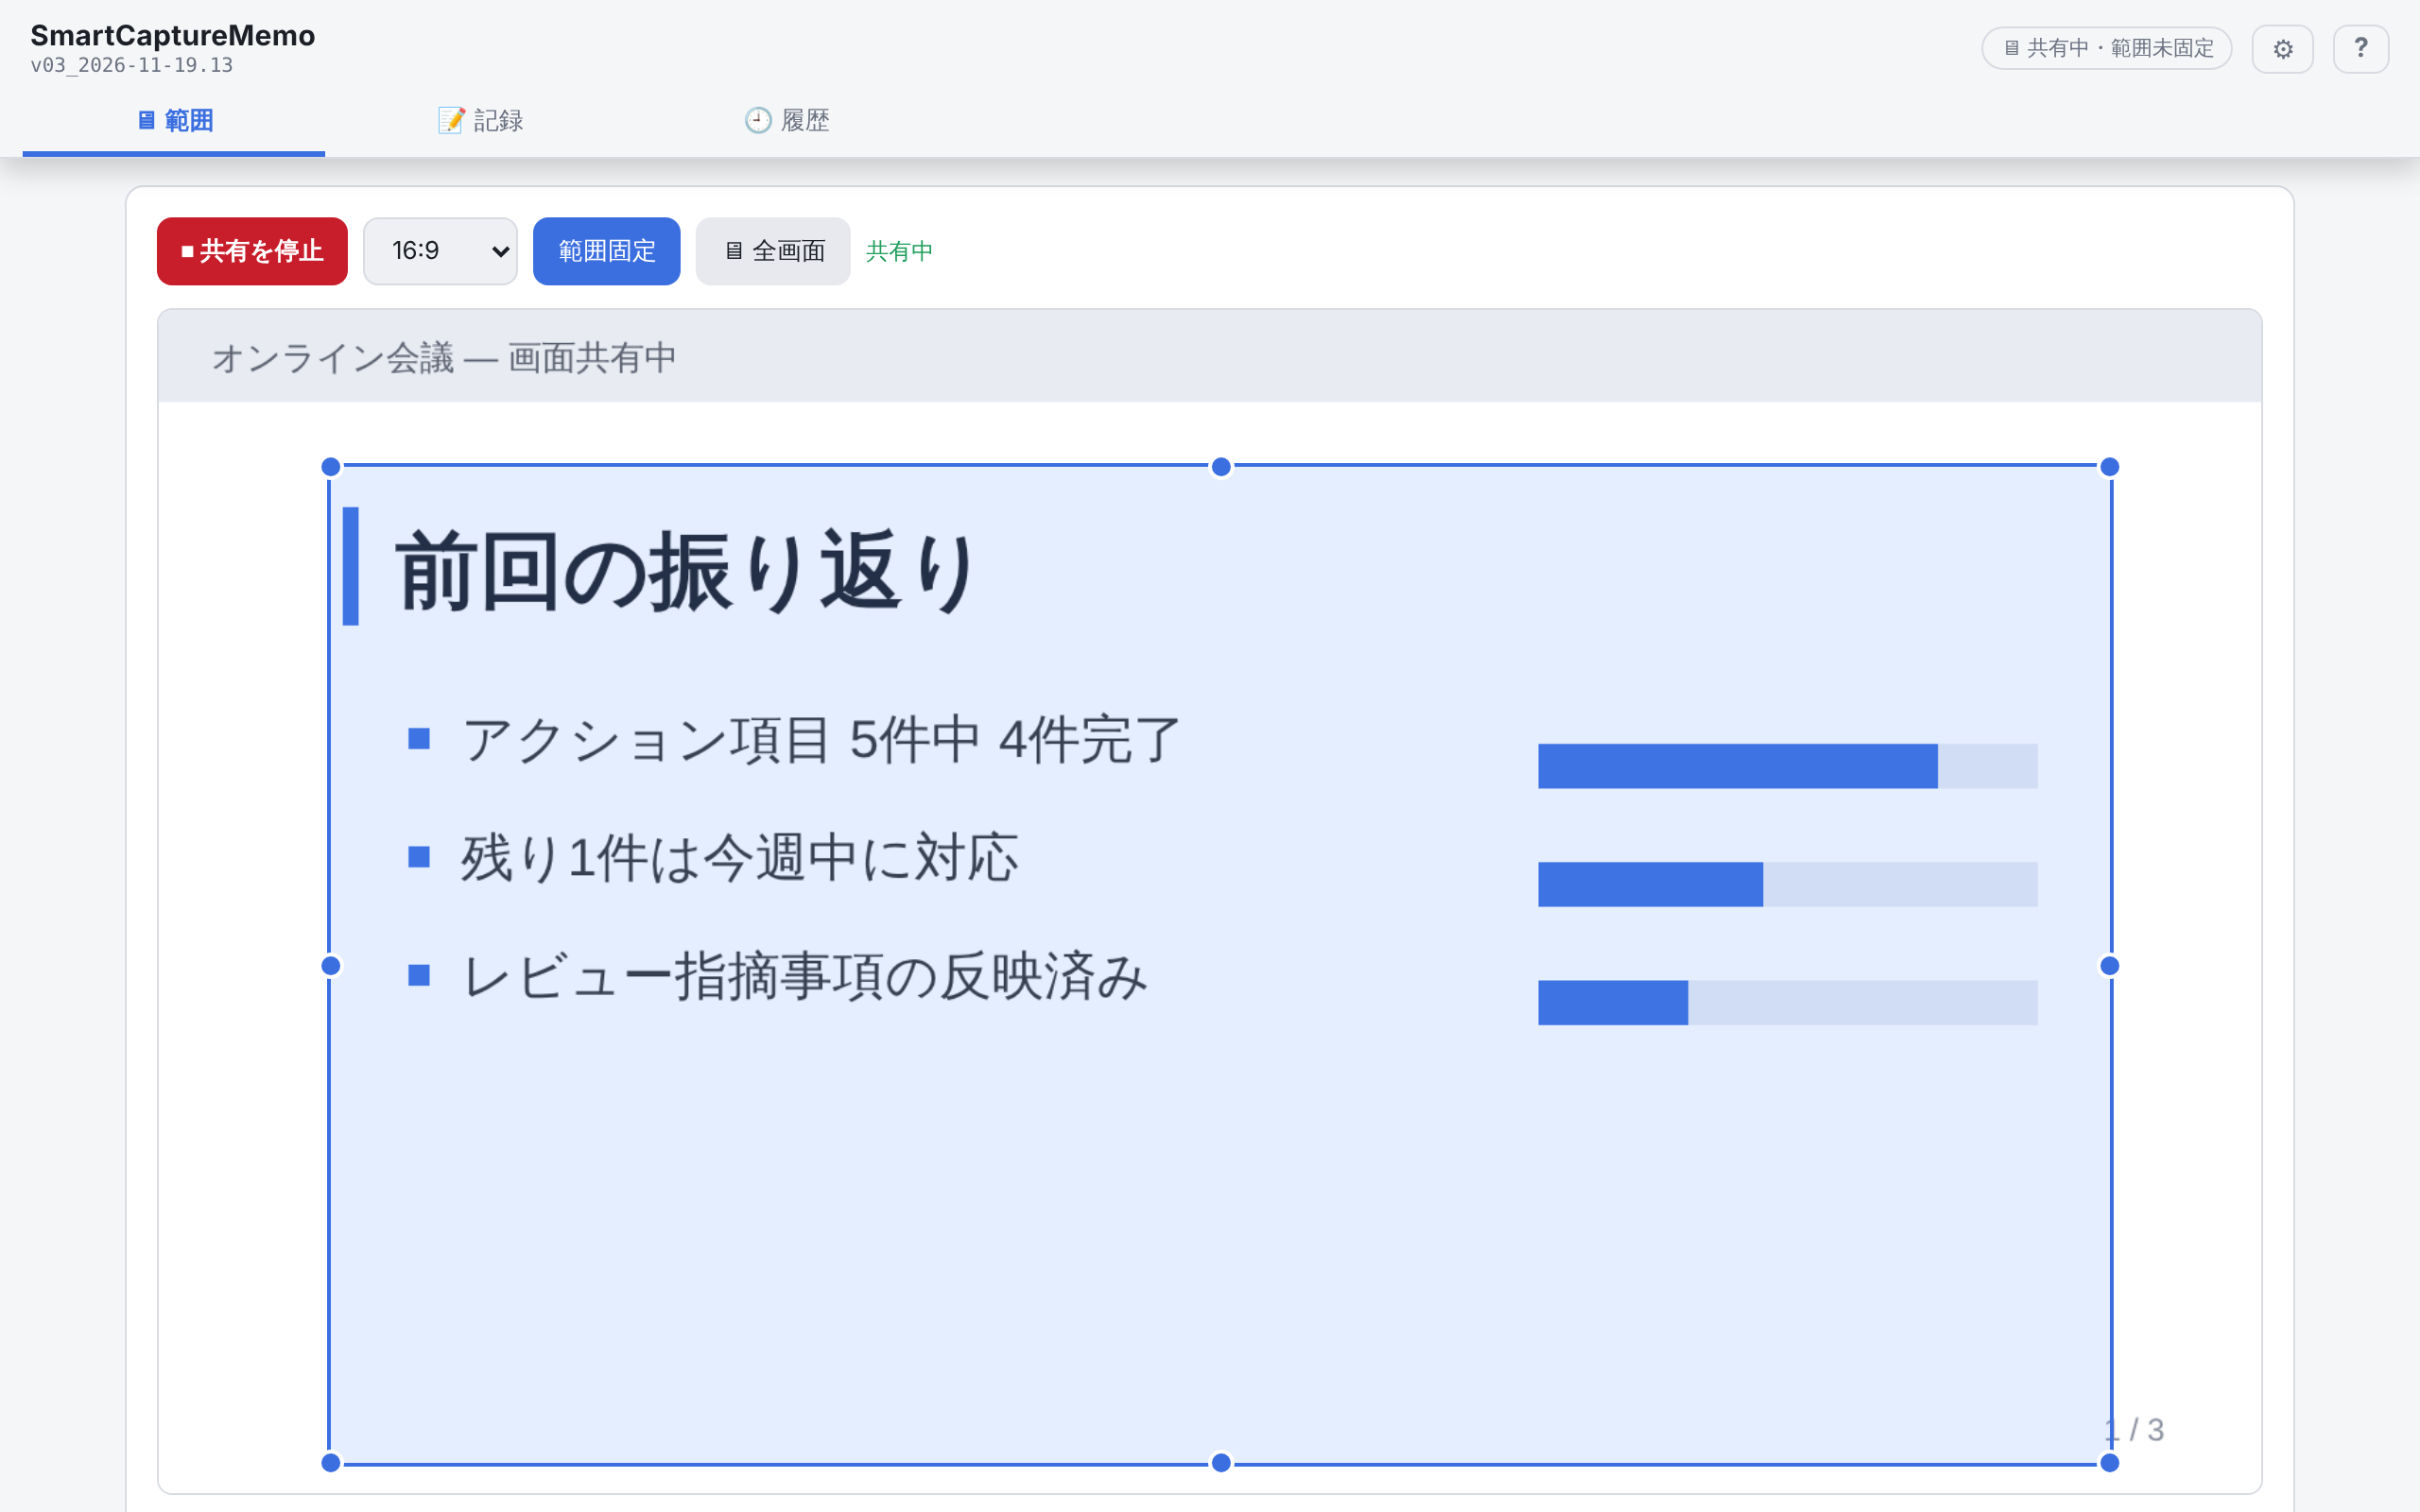 SmartCaptureMemo
v03_2026-11-19.13
🖥 共有中・範囲未固定
⚙
?
🖥 範囲
📝 記録
🕘 履歴
■ 共有を停止
16:9
範囲固定
🖥 全画面
共有中
オンライン会議 — 画面共有中
前回の振り返り
■ アクション項目 5件中 4件完了
■ 残り1件は今週中に対応
■ レビュー指摘事項の反映済み
1 / 3